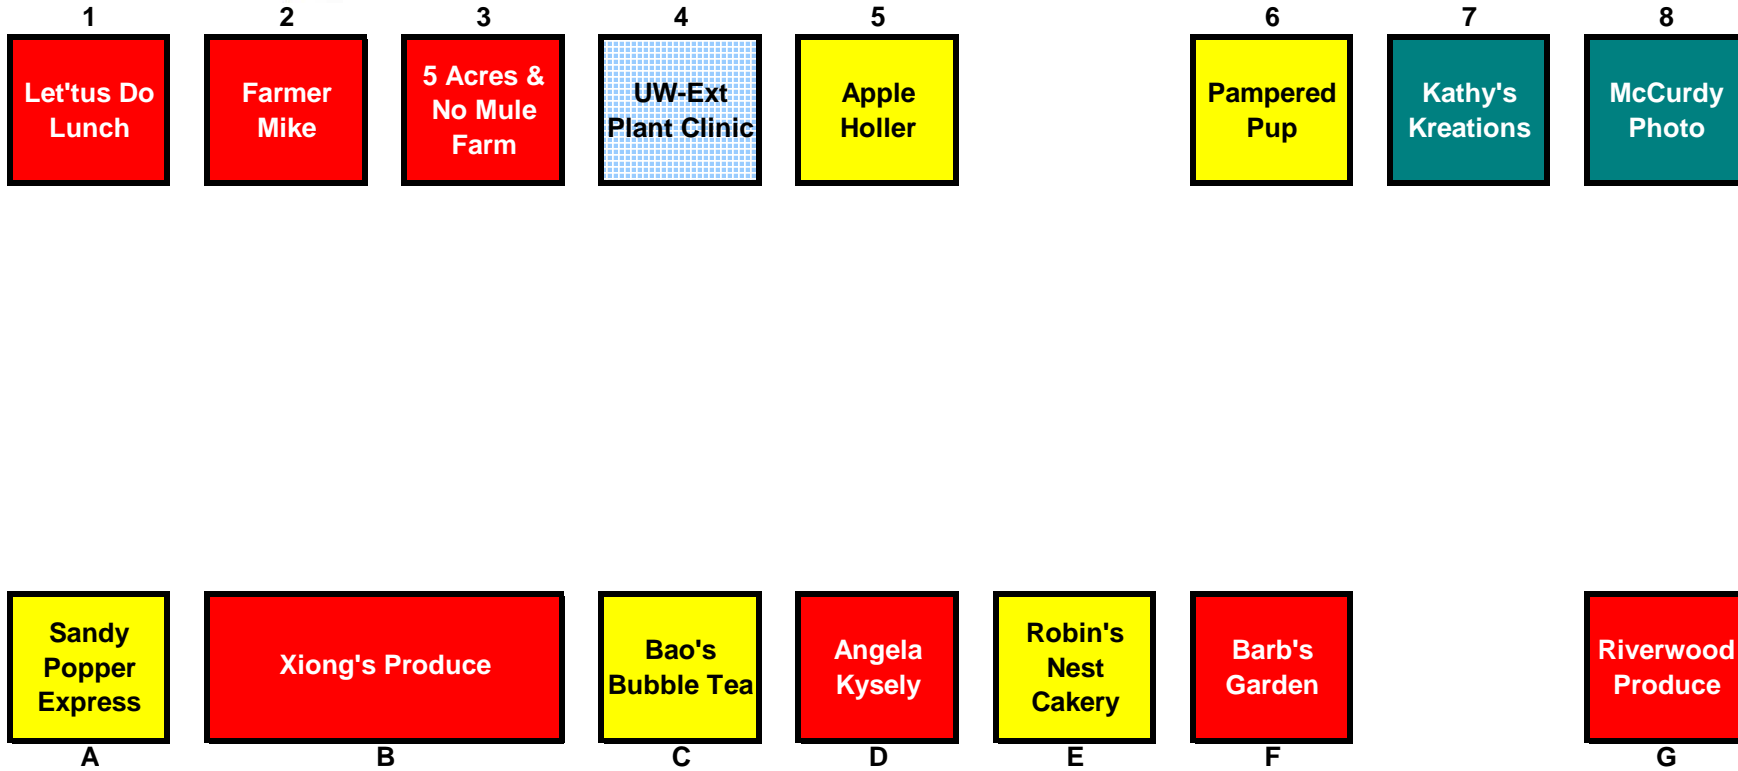 1 2 3 4 5 6 7 8
Let'tus Do
Lunch
Farmer
Mike
5 Acres &
No Mule
Farm
UW-Ext
Plant Clinic
Apple
Holler
Pampered
Pup
Kathy's
Kreations
McCurdy
Photo
Sandy
Popper
Express
Xiong's Produce
Bao's
Bubble Tea
Angela
Kysely
Robin's
Nest
Cakery
Barb's
Garden
Riverwood
Produce
A B C D E F G